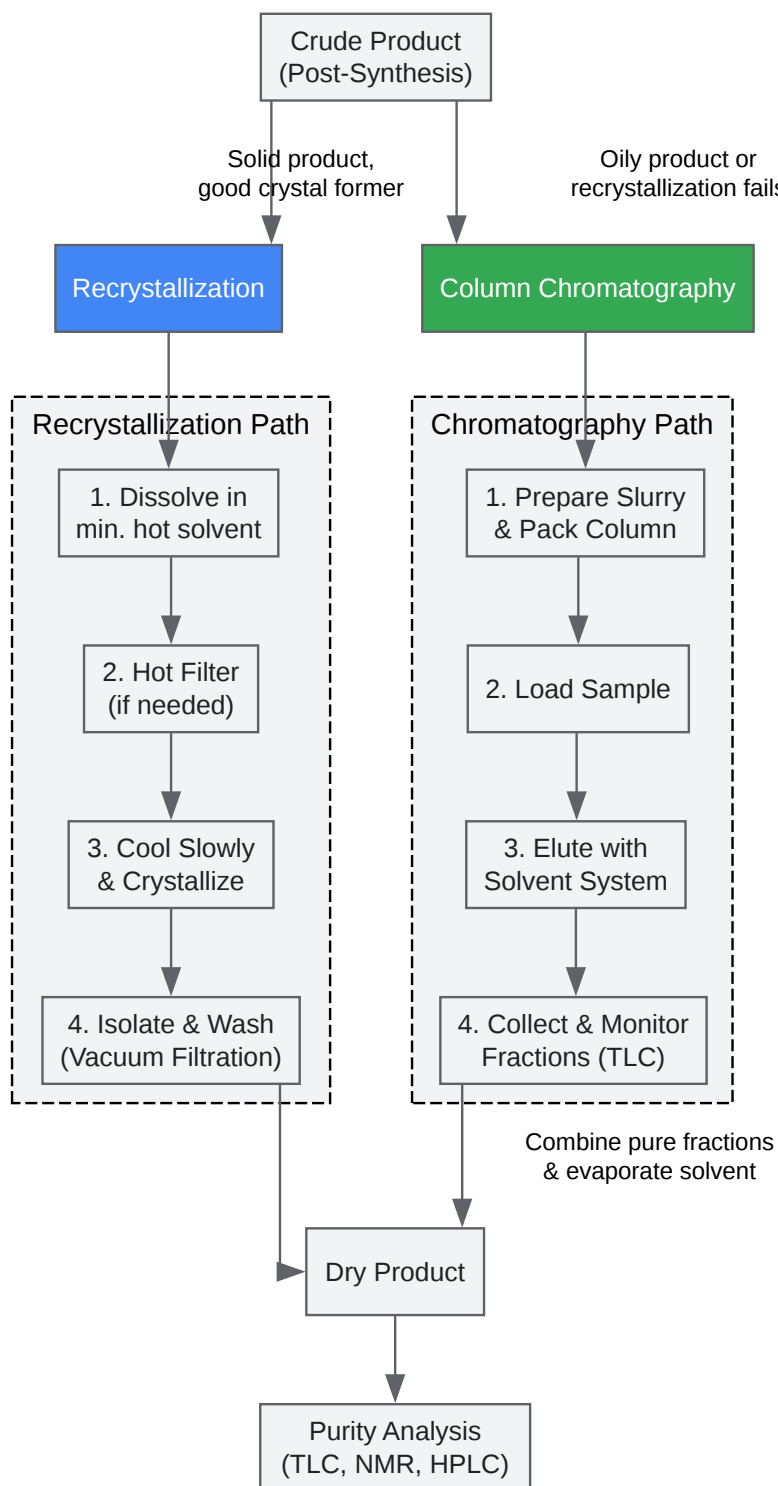 Crude Product
(Post-Synthesis)
Solid product,
good crystal former
Oily product or
recrystallization fails
Recrystallization
Column Chromatography
Recrystallization Path
1. Dissolve in
min. hot solvent
2. Hot Filter
(if needed)
3. Cool Slowly
& Crystallize
4. Isolate & Wash
(Vacuum Filtration)
Chromatography Path
1. Prepare Slurry
& Pack Column
2. Load Sample
3. Elute with
Solvent System
4. Collect & Monitor
Fractions (TLC)
Combine pure fractions
& evaporate solvent
Dry Product
Purity Analysis
(TLC, NMR, HPLC)